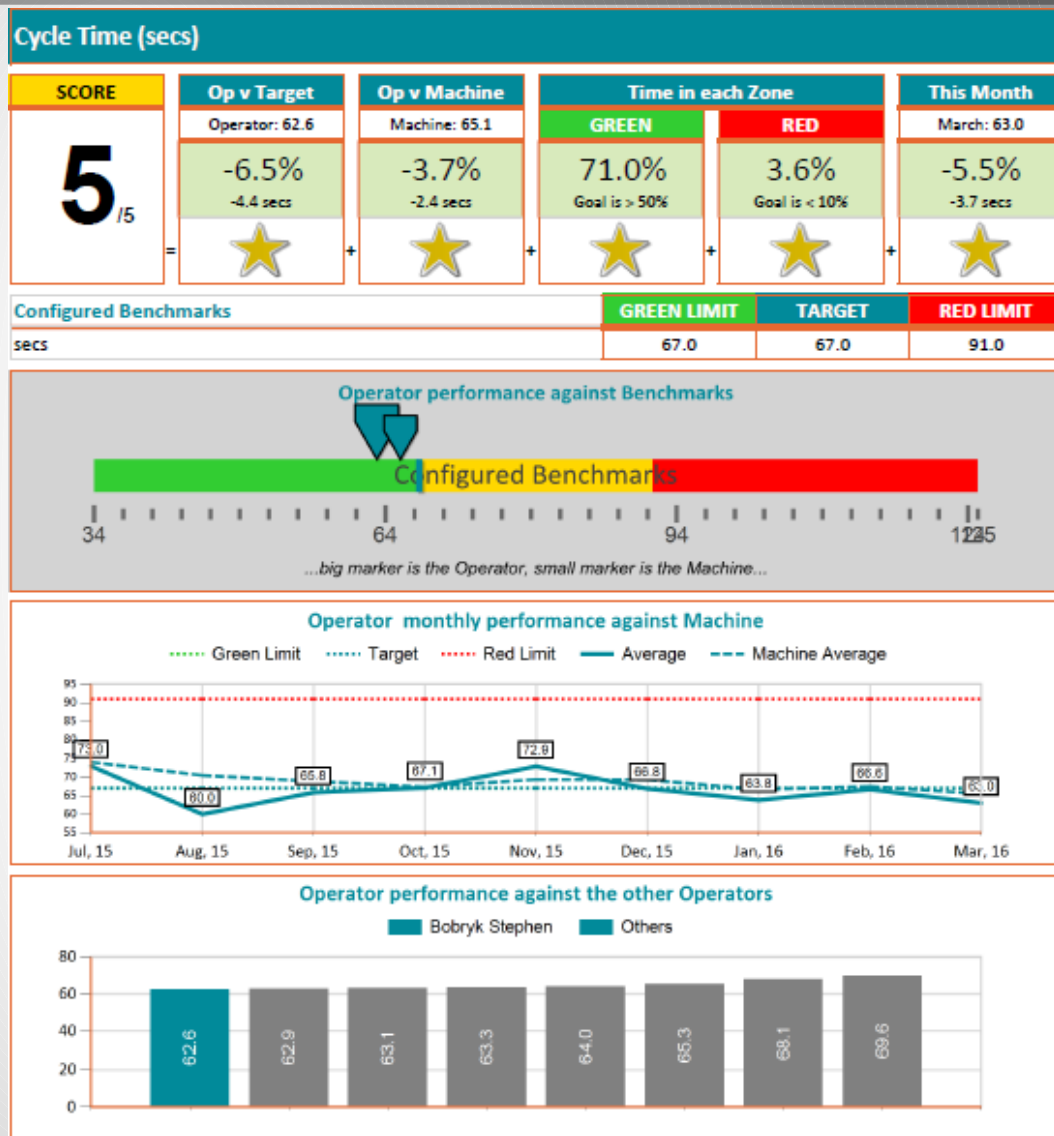 Cycle Time (secs)
SCORE
Op v Target
Op v Machine
Time in each Zone
This Month
Operator: 62.6
Machine: 65.1
GREEN
RED
March: 63.0
5/5
-6.5%
-3.7%
71.0%
3.6%
-5.5%
-4.4 secs
-2.4 secs
Goal is > 50%
Goal is < 10%
-3.7 secs
=
+
+
+
+
Configured Benchmarks
GREEN LIMIT
TARGET
RED LIMIT
secs
67.0
67.0
91.0
Operator performance against Benchmarks
Configured Benchmarks
34
64
94
...big marker is the Operator, small marker is the Machine...
Operator monthly performance against Machine
Green Limit
Target
Red Limit
Average
Machine Average
95
90
85
80
75
70
65
60
55
73.0
60.0
65.8
67.1
72.9
66.8
63.8
66.6
63.0
Jul, 15
Aug, 15
Sep, 15
Oct, 15
Nov, 15
Dec, 15
Jan, 16
Feb, 16
Mar, 16
Operator performance against the other Operators
Bobryk Stephen
Others
80
60
40
20
0
62.6
62.9
63.1
63.3
64.0
65.3
68.1
69.6